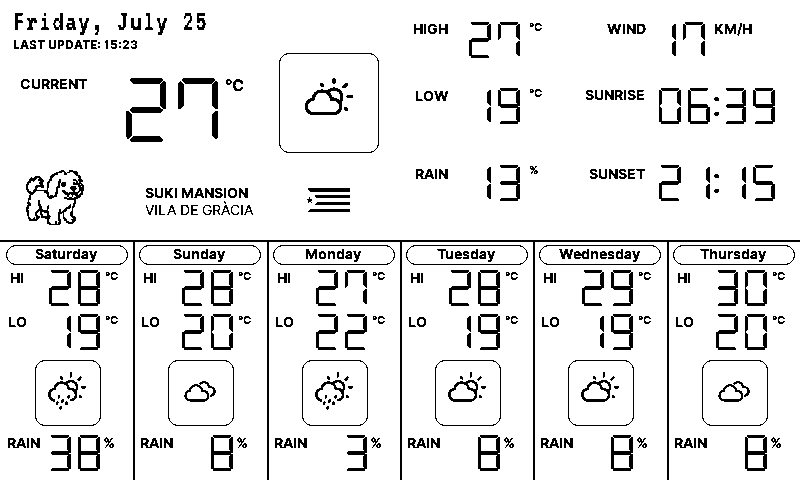 Friday, July 25
LAST UPDATE: 15:23
CURRENT 27 °C
SUKI MANSION
VILA DE GRÀCIA
HIGH 27 °C
LOW 19 °C
RAIN 13 %
WIND 17 KM/H
SUNRISE 06:39
SUNSET 21:15
Saturday
HI 28 °C
LO 19 °C
RAIN 38 %
Sunday
HI 28 °C
LO 20 °C
RAIN 8 %
Monday
HI 27 °C
LO 22 °C
RAIN 3 %
Tuesday
HI 28 °C
LO 19 °C
RAIN 8 %
Wednesday
HI 29 °C
LO 19 °C
RAIN 8 %
Thursday
HI 30 °C
LO 20 °C
RAIN 8 %